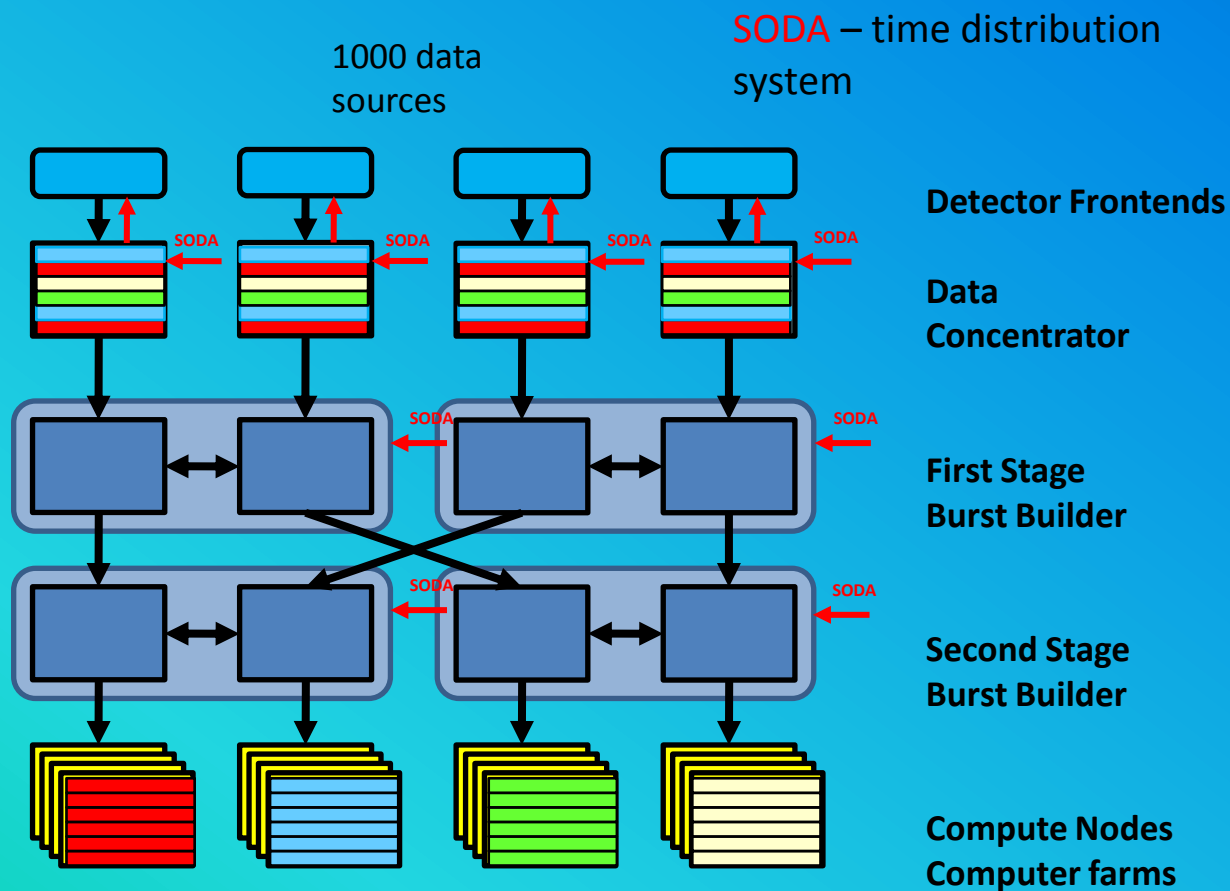 SODA – time distribution
system
1000 data
sources
Detector Frontends
SODA
SODA
SODA
SODA
Data
Concentrator
SODA
SODA
First Stage
Burst Builder
SODA
SODA
Second Stage
Burst Builder
Compute Nodes
Computer farms